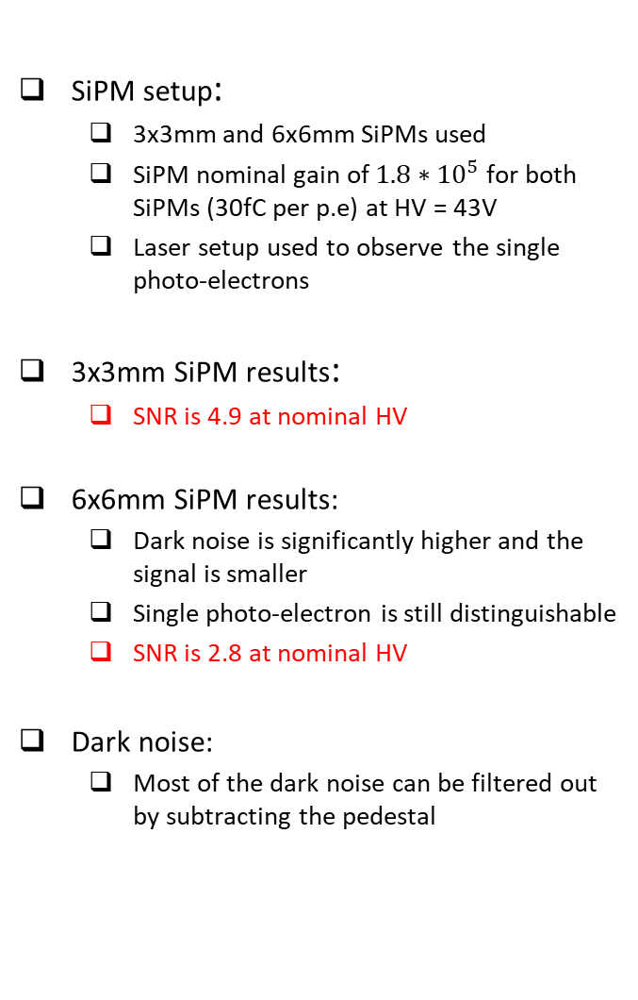 SiPM setup:
3x3mm and 6x6mm SiPMs used
SiPM nominal gain of 1.8 ∗ 10⁵ for both
SiPMs (30fC per p.e) at HV = 43V
Laser setup used to observe the single
photo-electrons
3x3mm SiPM results:
SNR is 4.9 at nominal HV
6x6mm SiPM results:
Dark noise is significantly higher and the
signal is smaller
Single photo-electron is still distinguishable
SNR is 2.8 at nominal HV
Dark noise:
Most of the dark noise can be filtered out
by subtracting the pedestal